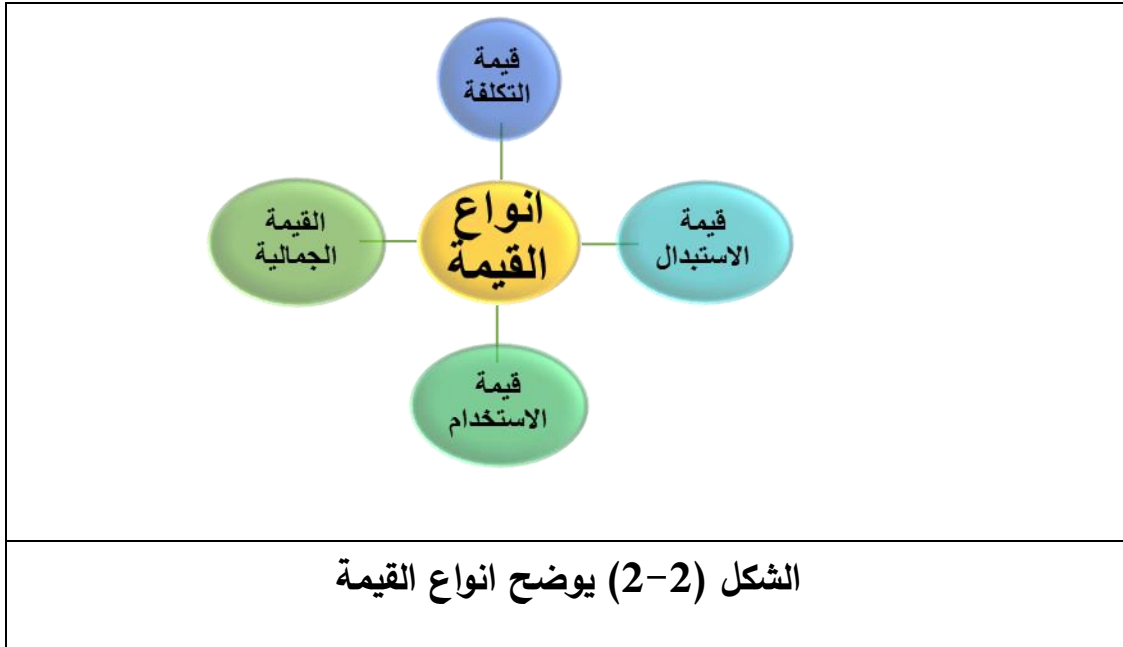 قيمة
التكلفة
انواع
القيمة
قيمة
الاستبدال
القيمة
الجمالية
قيمة
الاستخدام
الشكل (2-2) يوضح انواع القيمة